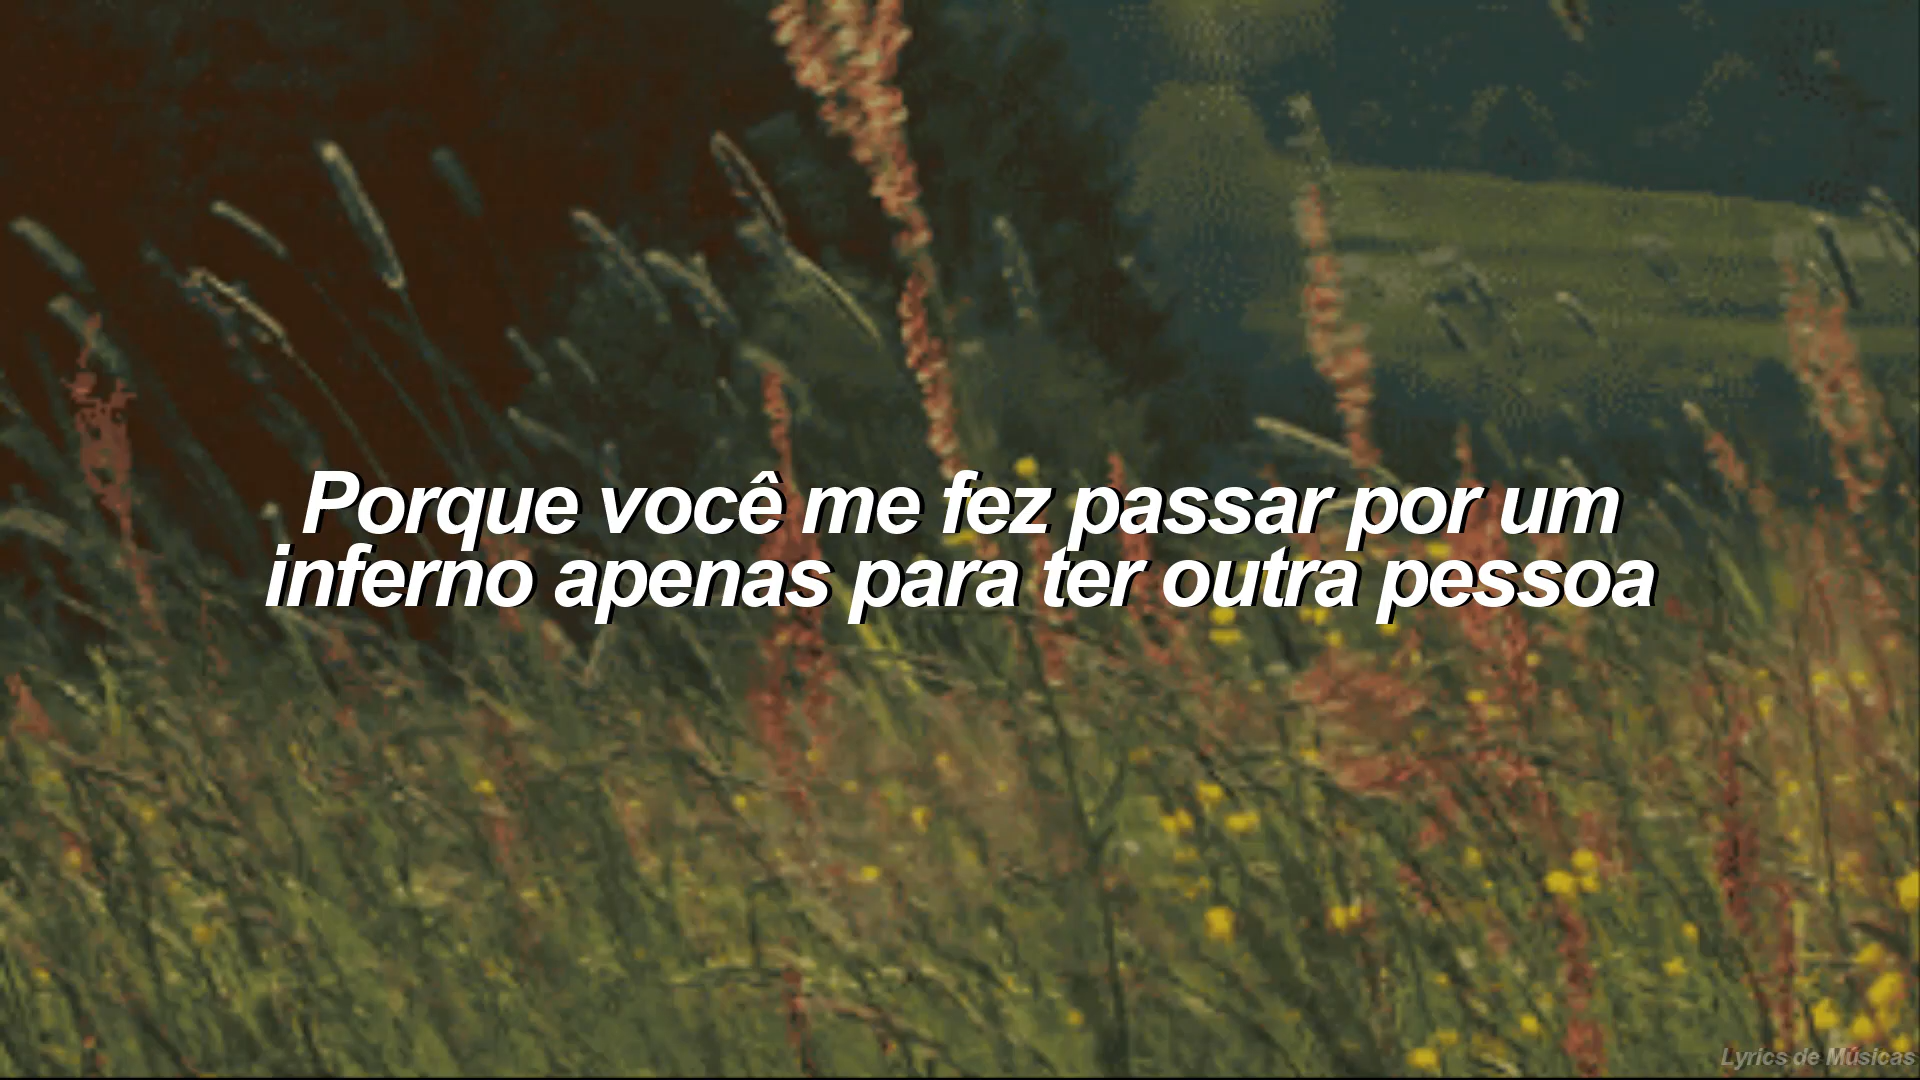 Porque você me fez passar por um
inferno apenas para ter outra pessoa
Lyrics de Músicas